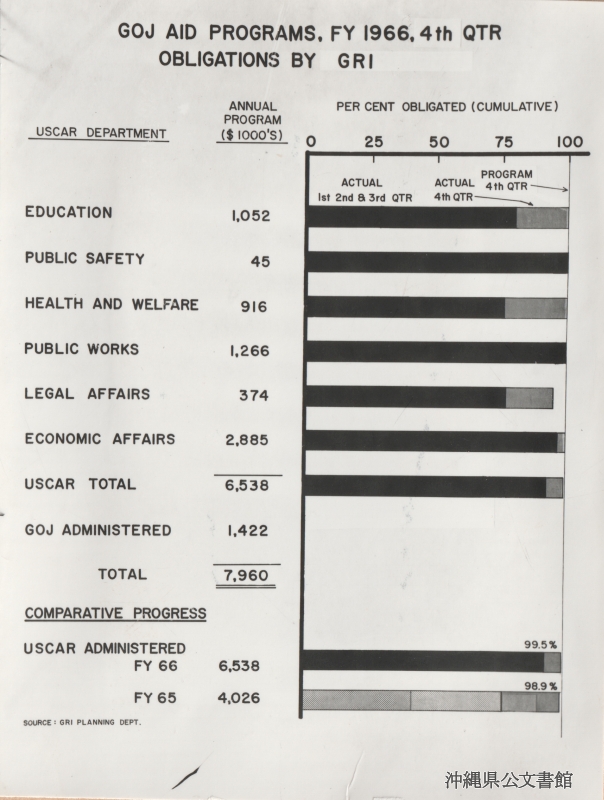 GOJ AID PROGRAMS, FY 1966, 4th QTR
OBLIGATIONS BY GRI
USCAR DEPARTMENT
ANNUAL
PROGRAM
($ 1000'S)
PER CENT OBLIGATED (CUMULATIVE)
0 25 50 75 100
ACTUAL
1st 2nd & 3rd QTR
ACTUAL
4th QTR
PROGRAM
4th QTR
EDUCATION 1,052
PUBLIC SAFETY 45
HEALTH AND WELFARE 916
PUBLIC WORKS 1,266
LEGAL AFFAIRS 374
ECONOMIC AFFAIRS 2,885
USCAR TOTAL 6,538
GOJ ADMINISTERED 1,422
TOTAL 7,960
COMPARATIVE PROGRESS
USCAR ADMINISTERED
FY 66 6,538 99.5%
FY 65 4,026 98.9%
SOURCE: GRI PLANNING DEPT.
沖縄県公文書館